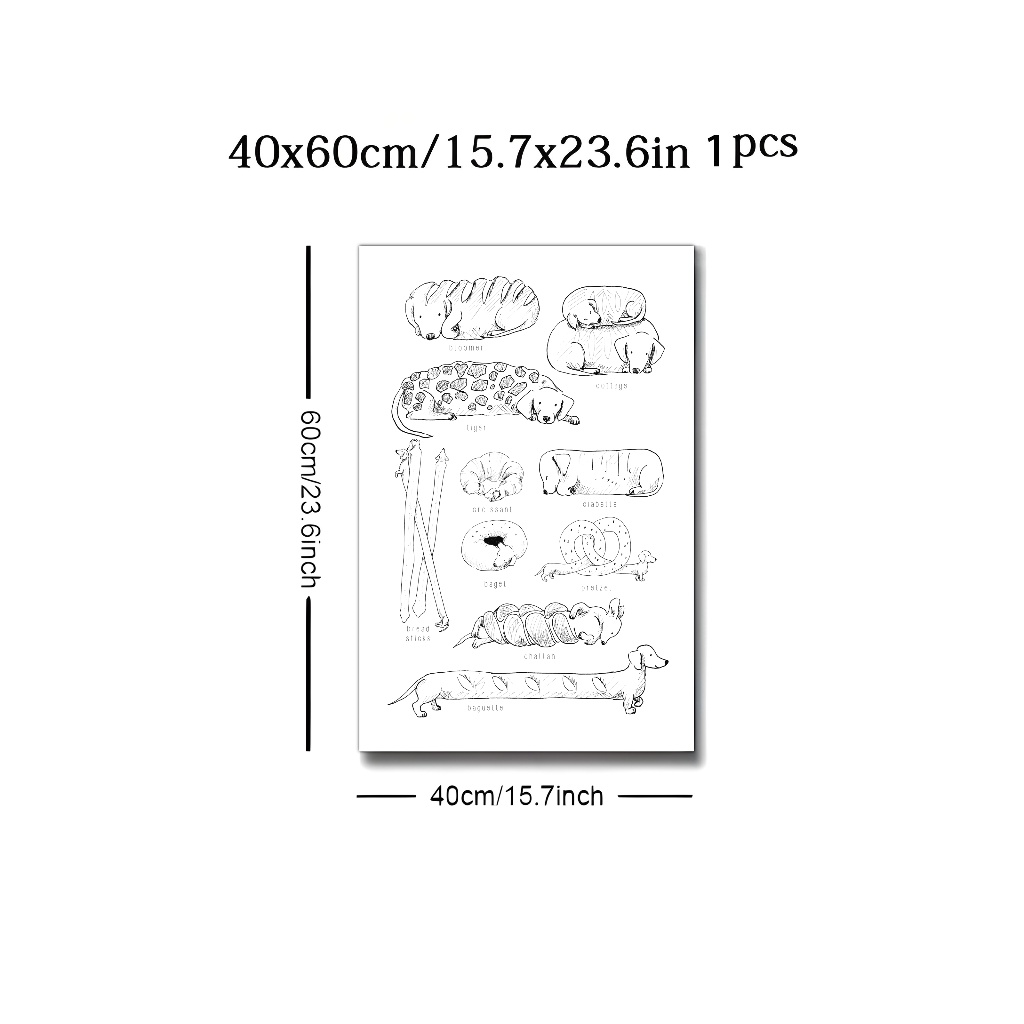 40x60cm/15.7x23.6in 1pcs
60cm/23.6inch
bloomer
cottage
tiger
croissant
ciabatta
bagel
pretzel
bread
sticks
challah
baguette
40cm/15.7inch